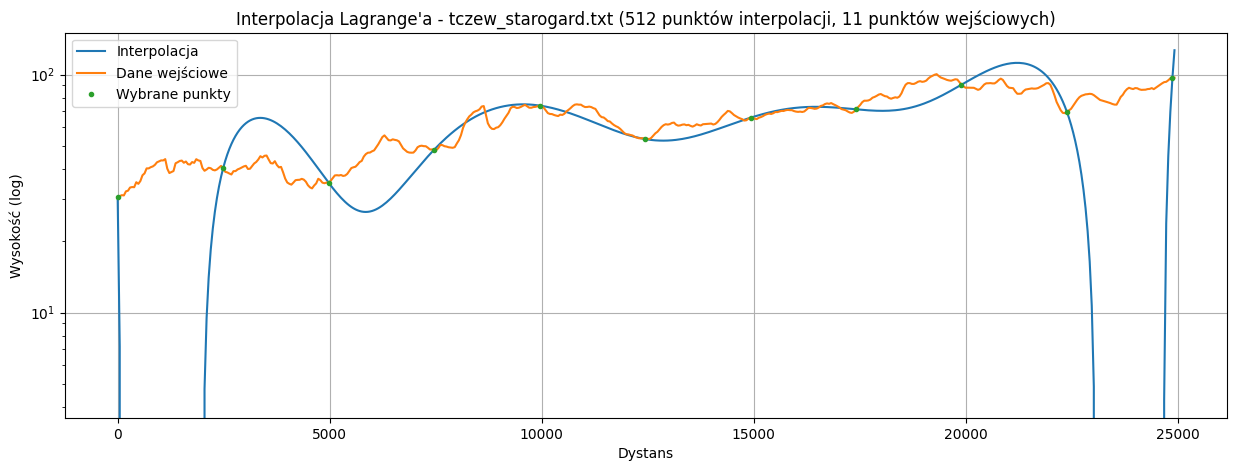 Interpolacja Lagrange'a - tczew_starogard.txt (512 punktów interpolacji, 11 punktów wejściowych)
Interpolacja
Dane wejściowe
Wybrane punkty
Wysokość (log)
10²
10¹
0
5000
10000
15000
20000
25000
Dystans